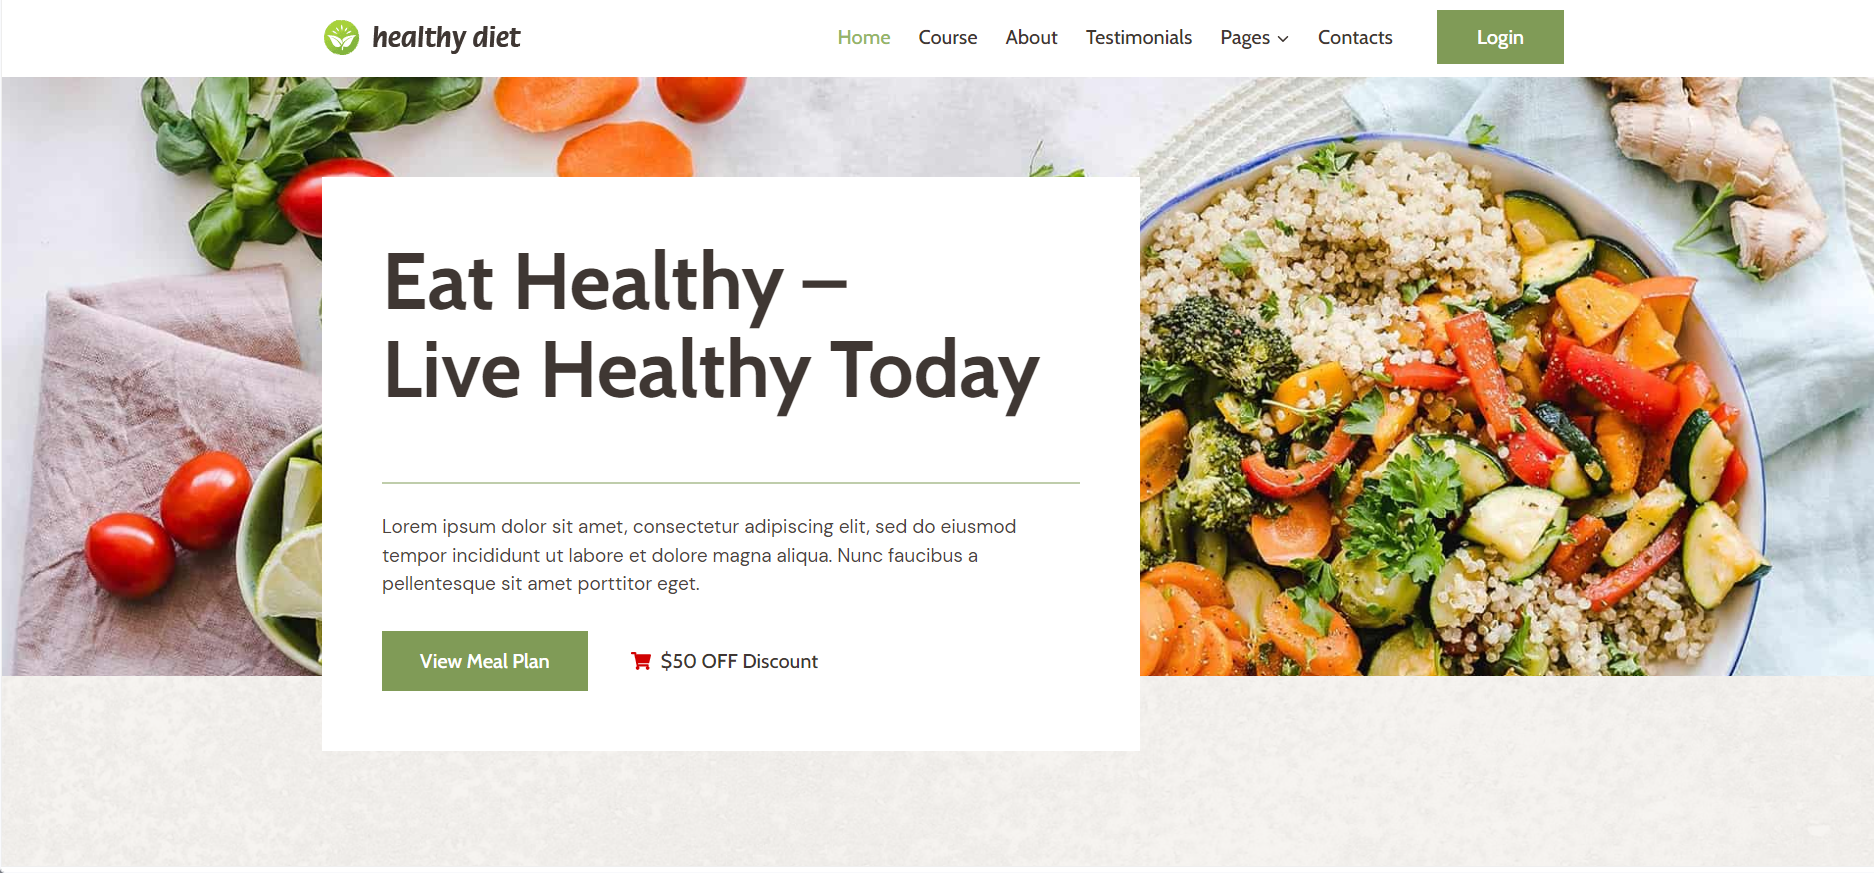 healthy diet
Home Course About Testimonials Pages Contacts Login
Eat Healthy –
Live Healthy Today
Lorem ipsum dolor sit amet, consectetur adipiscing elit, sed do eiusmod
tempor incididunt ut labore et dolore magna aliqua. Nunc faucibus a
pellentesque sit amet porttitor eget.
View Meal Plan $50 OFF Discount